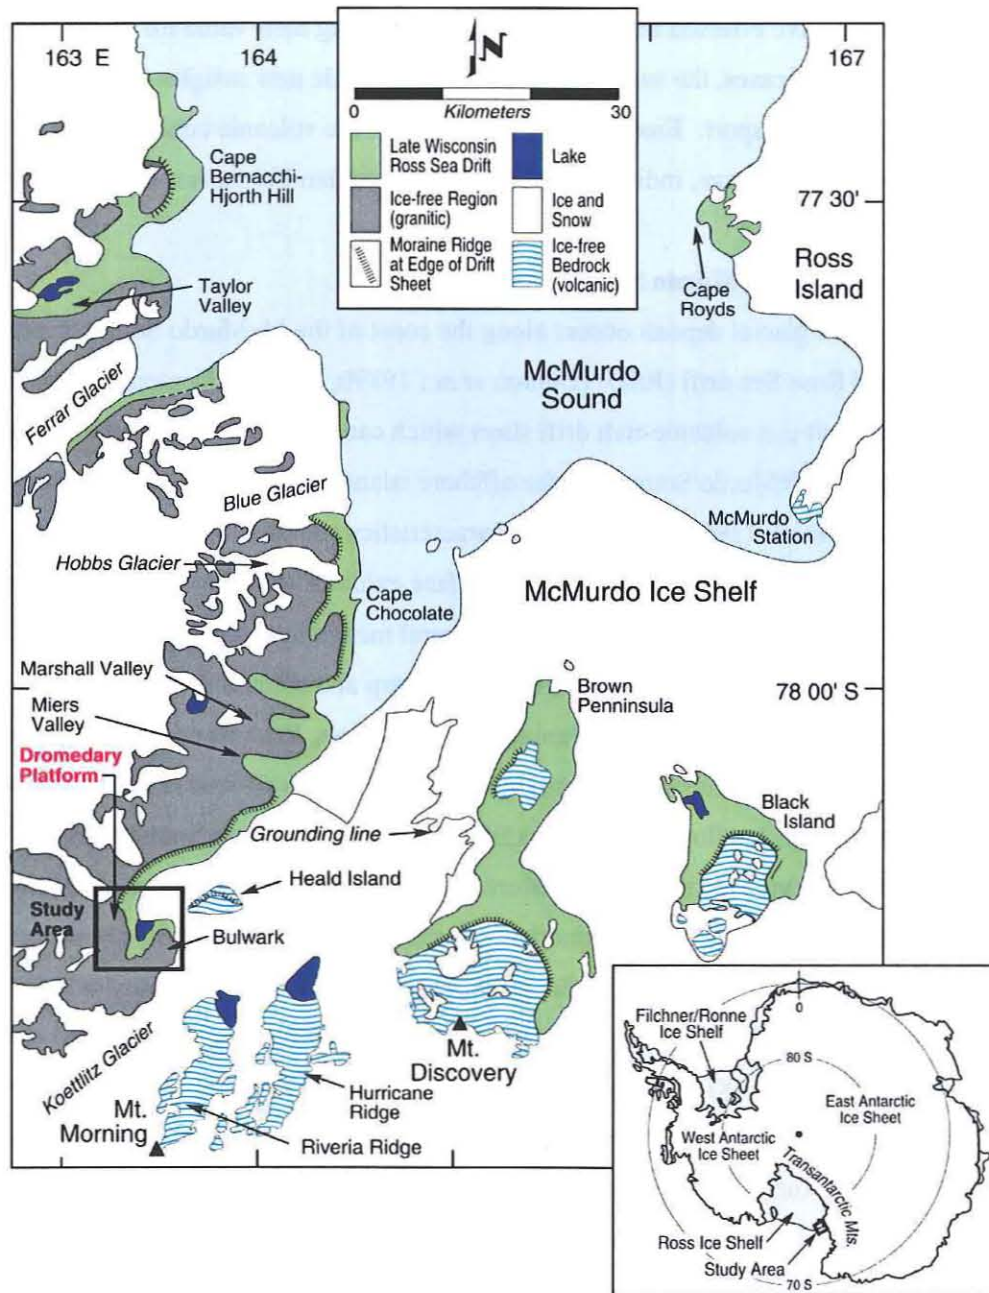 163 E
164
167
N
0
30
Kilometers
Late Wisconsin
Ross Sea Drift
Lake
Ice-free Region
(granitic)
Ice and
Snow
Moraine Ridge
at Edge of Drift
Sheet
Ice-free
Bedrock
(volcanic)
Cape
Bernacchi-
Hjorth Hill
77 30'
Taylor
Valley
Cape
Royds
Ross
Island
McMurdo
Sound
Ferrar Glacier
Blue Glacier
McMurdo
Station
Hobbs Glacier
Cape
Chocolate
McMurdo Ice Shelf
Marshall Valley
Miers
Valley
Brown
Penninsula
78 00' S
Dromedary
Platform
Grounding line
Black
Island
Heald Island
Study
Area
Bulwark
Koettlitz Glacier
Mt.
Discovery
Hurricane
Ridge
Mt.
Morning
Riveria Ridge
Filchner/Ronne
Ice Shelf
0
80 S
East Antarctic
Ice Sheet
West Antarctic
Ice Sheet
Transantarctic Mts.
Ross Ice Shelf
Study Area
70 S